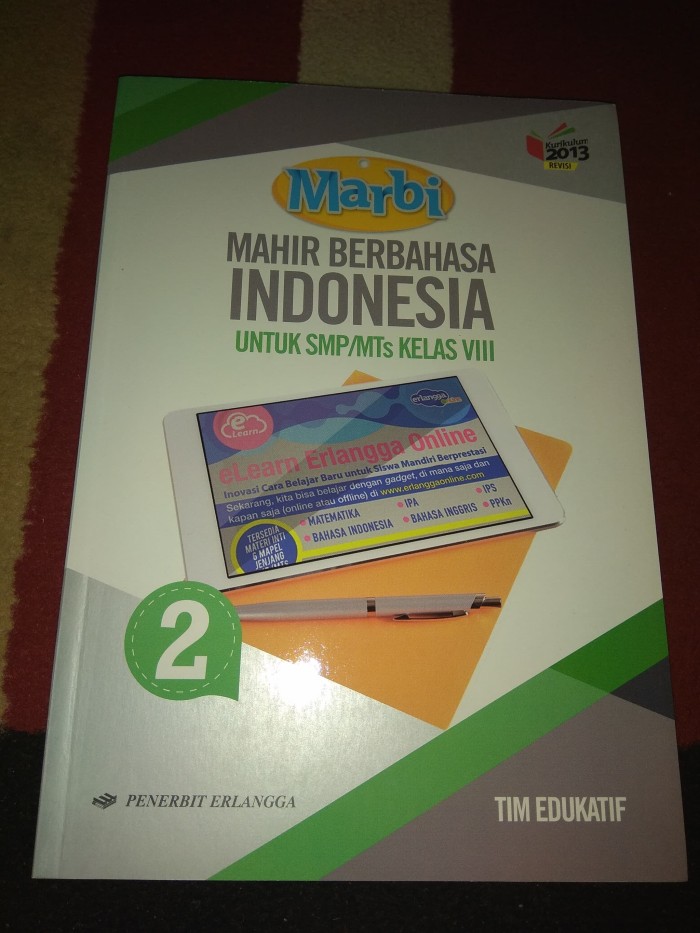 Kurikulum
2013
REVISI
Marbi
MAHIR BERBAHASA
INDONESIA
UNTUK SMP/MTs KELAS VIII
e
Learn
erlangga
eLearn Erlangga Online
Inovasi Cara Belajar Baru untuk Siswa Mandiri Berprestasi
Sekarang, kita bisa belajar dengan gadget, di mana saja dan
kapan saja (online atau offline) di www.erlanggaonline.com
TERSEDIA
MATERI INTI
6 MAPEL
JENJANG
• MATEMATIKA
• IPA
• IPS
• BAHASA INDONESIA
• BAHASA INGGRIS
• PPKn
2
PENERBIT ERLANGGA
TIM EDUKATIF